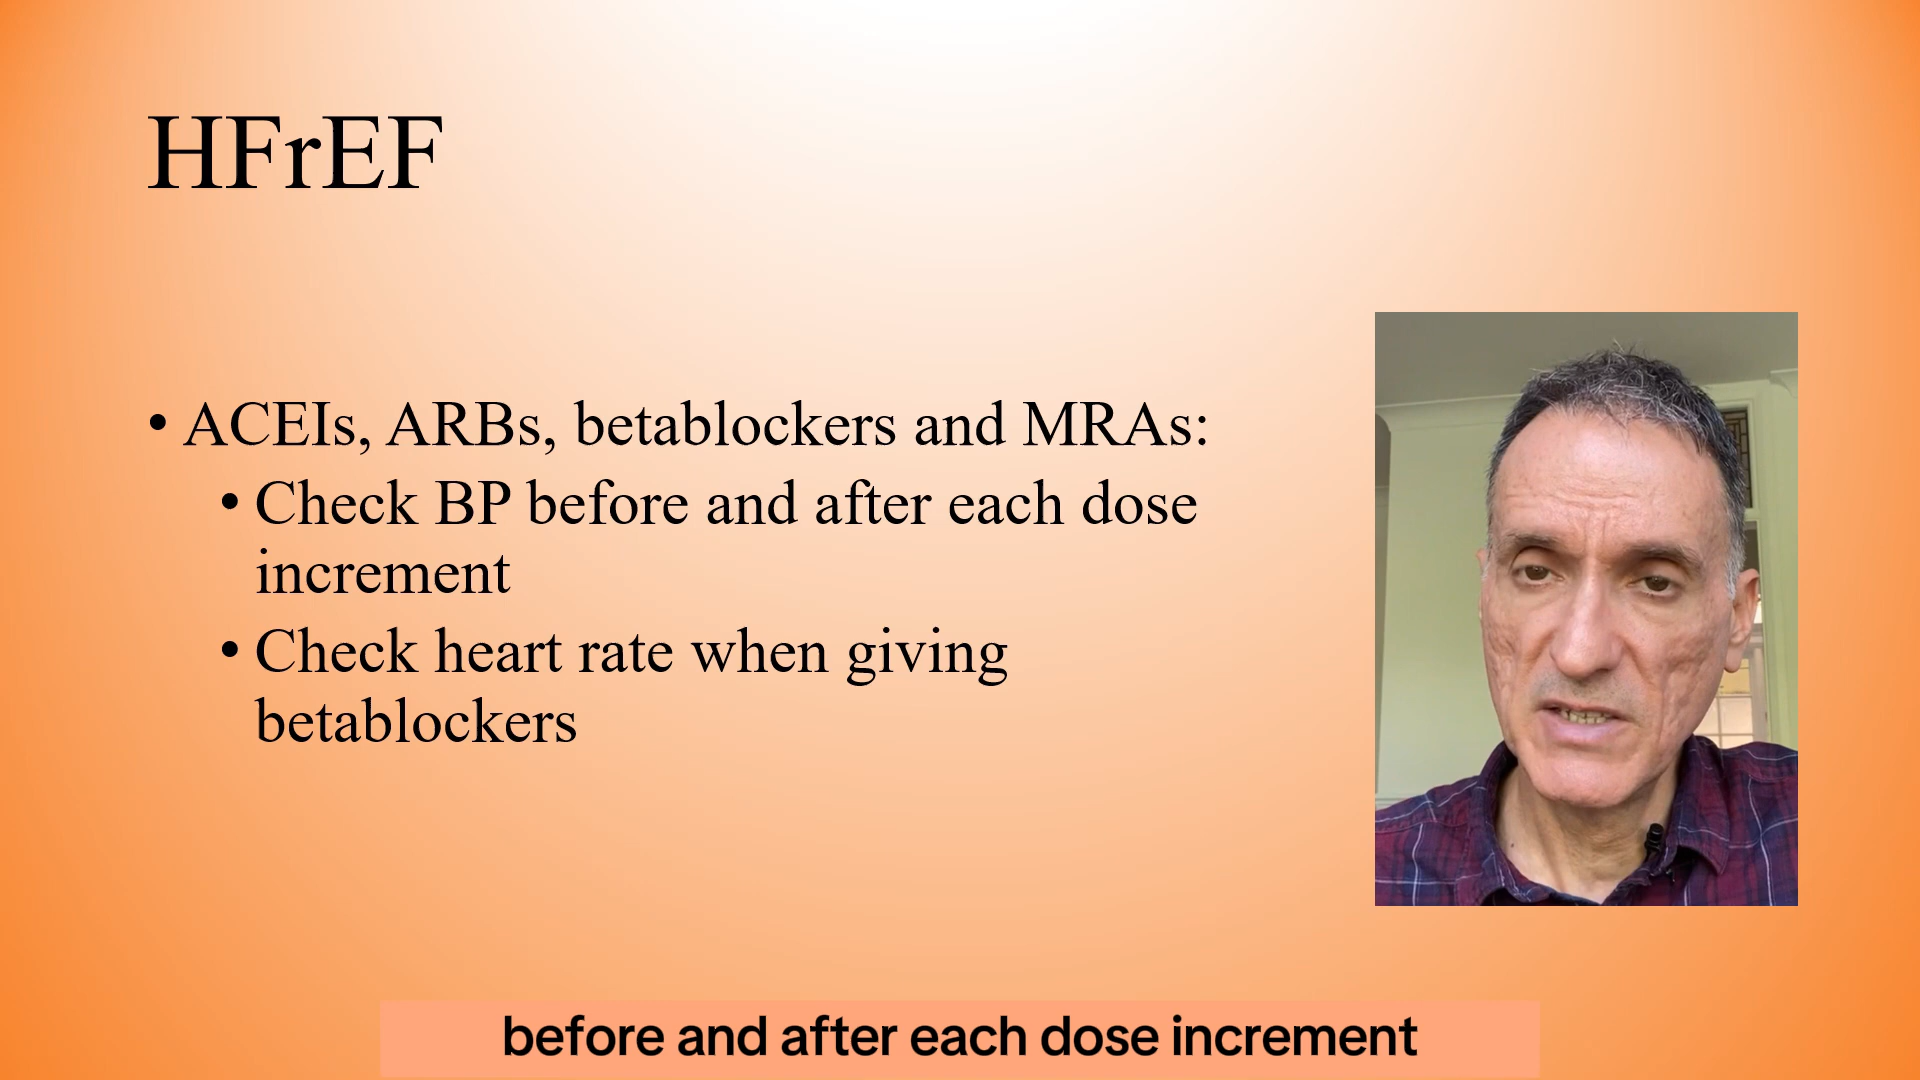 HFrEF
• ACEIs, ARBs, betablockers and MRAs:
• Check BP before and after each dose
increment
• Check heart rate when giving
betablockers
before and after each dose increment